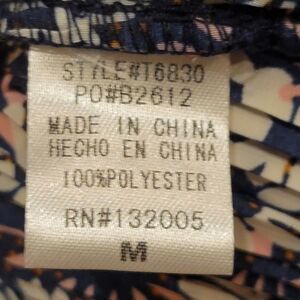 STYLE#T6830
PO#B2612
MADE IN CHINA
HECHO EN CHINA
100%POLYESTER
RN#132005
M